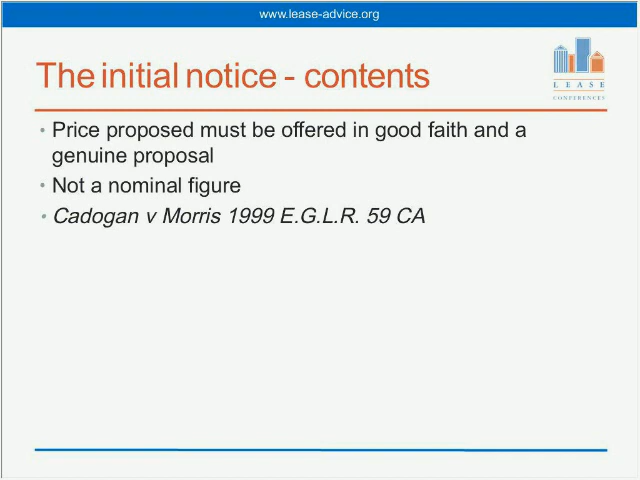 www.lease-advice.org
The initial notice - contents
L E A S E
CONFERENCES
• Price proposed must be offered in good faith and a
genuine proposal
• Not a nominal figure
• Cadogan v Morris 1999 E.G.L.R. 59 CA